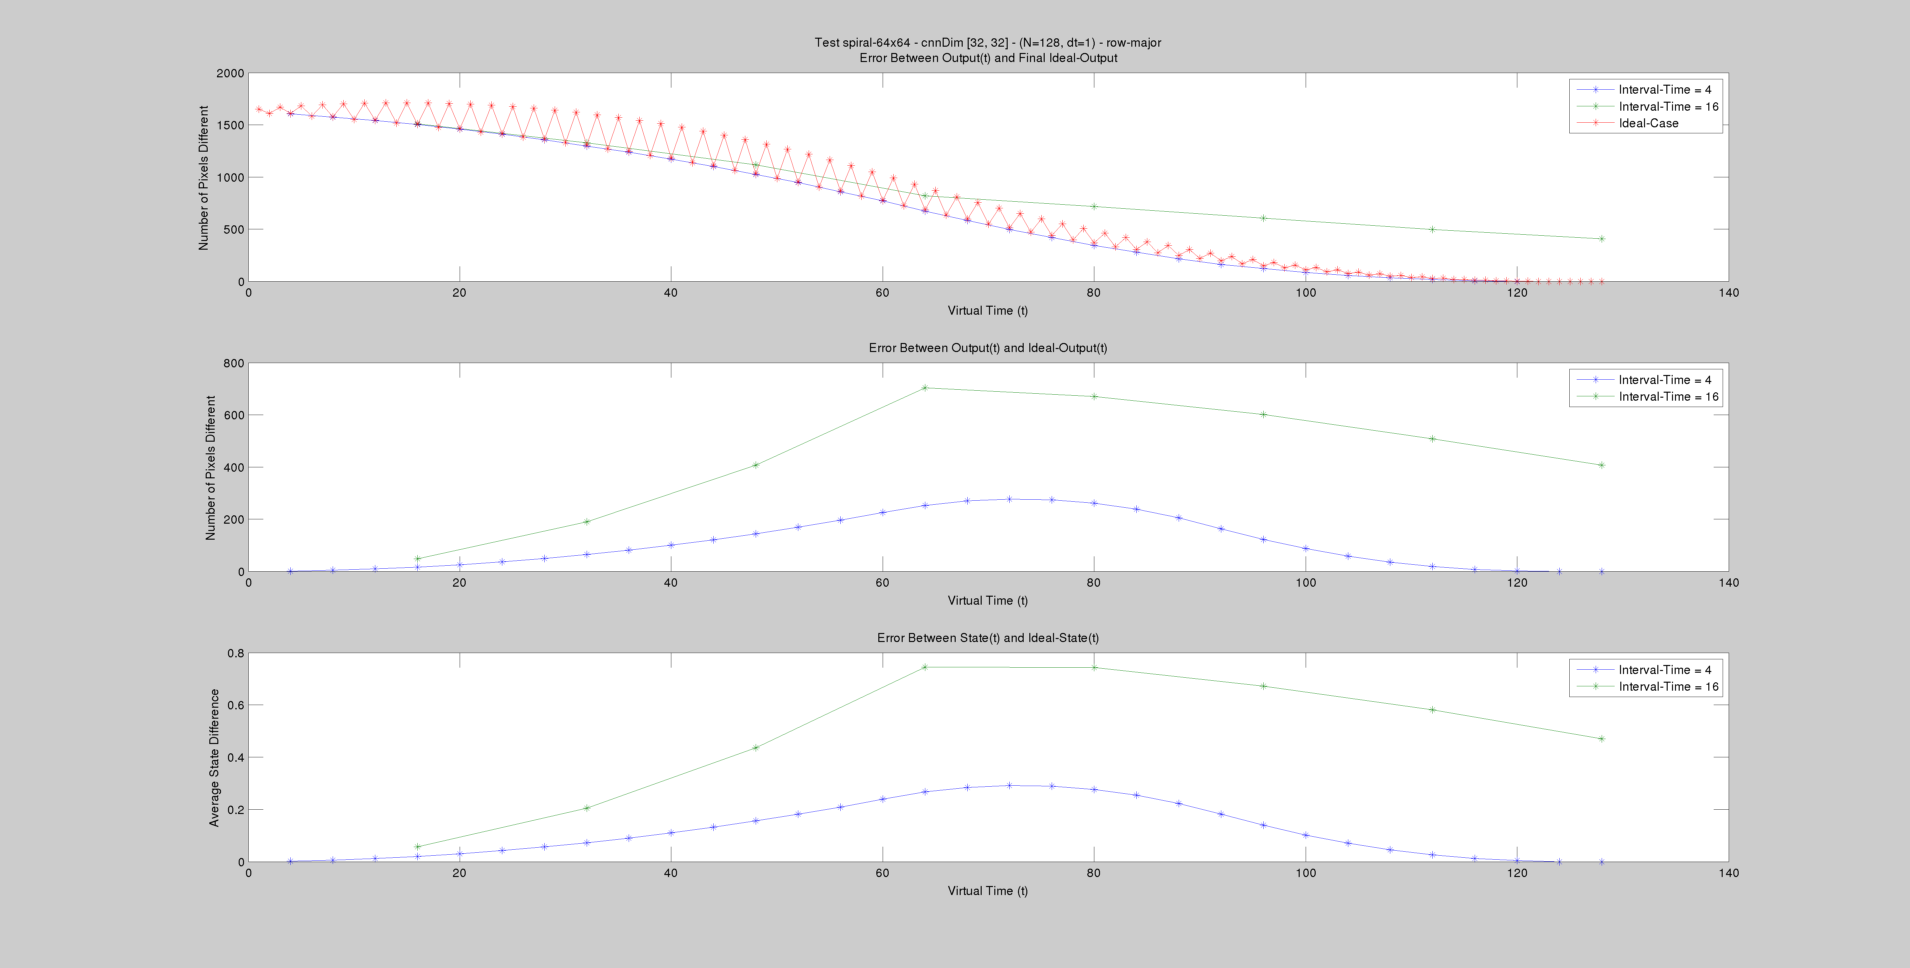 Test spiral-64x64 - cnnDim [32, 32] - (N=128, dt=1) - row-major
Error Between Output(t) and Final Ideal-Output
Number of Pixels Different
2000
1500
1000
500
0
0 20 40 60 80 100 120 140
Virtual Time (t)
Interval-Time = 4
Interval-Time = 16
Ideal-Case
Error Between Output(t) and Ideal-Output(t)
Number of Pixels Different
800
600
400
200
0
0 20 40 60 80 100 120 140
Virtual Time (t)
Interval-Time = 4
Interval-Time = 16
Error Between State(t) and Ideal-State(t)
Average State Difference
0.8
0.6
0.4
0.2
0
0 20 40 60 80 100 120 140
Virtual Time (t)
Interval-Time = 4
Interval-Time = 16